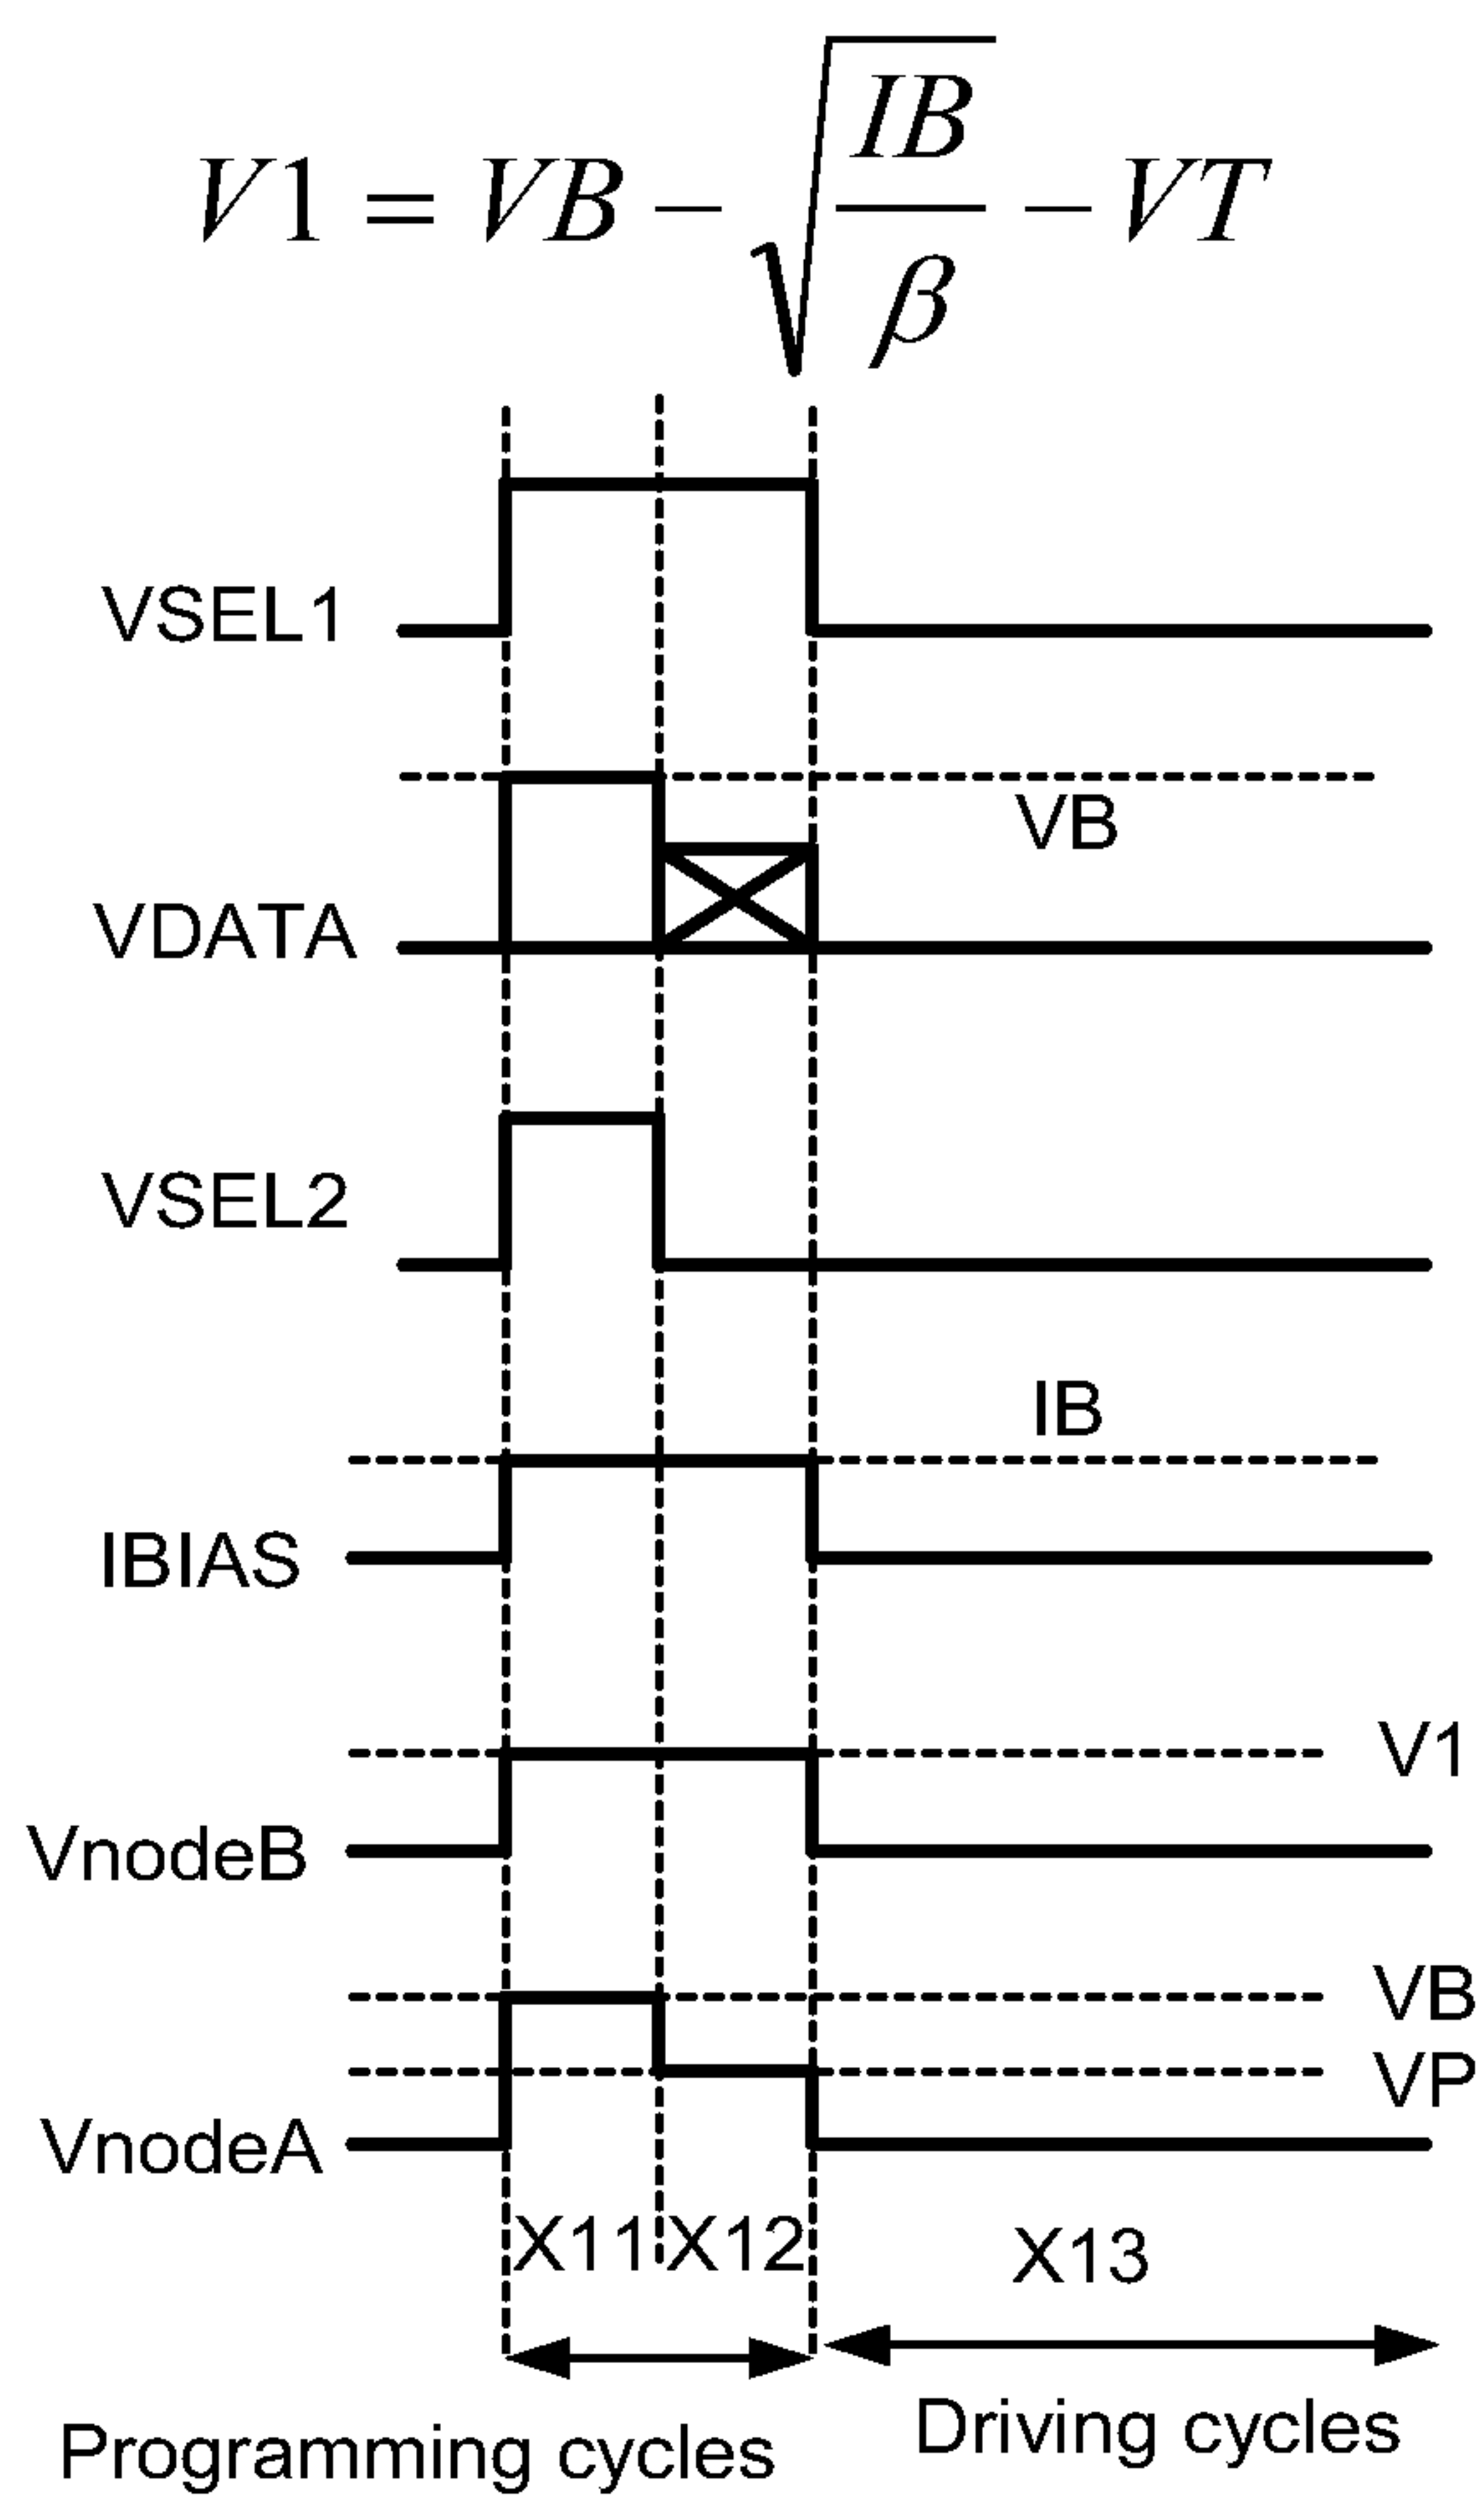 V1 = VB − √(IB/β) − VT
VSEL1
VB
VDATA
VSEL2
IB
IBIAS
V1
VnodeB
VB
VP
VnodeA
X11 X12 X13
Programming cycles Driving cycles